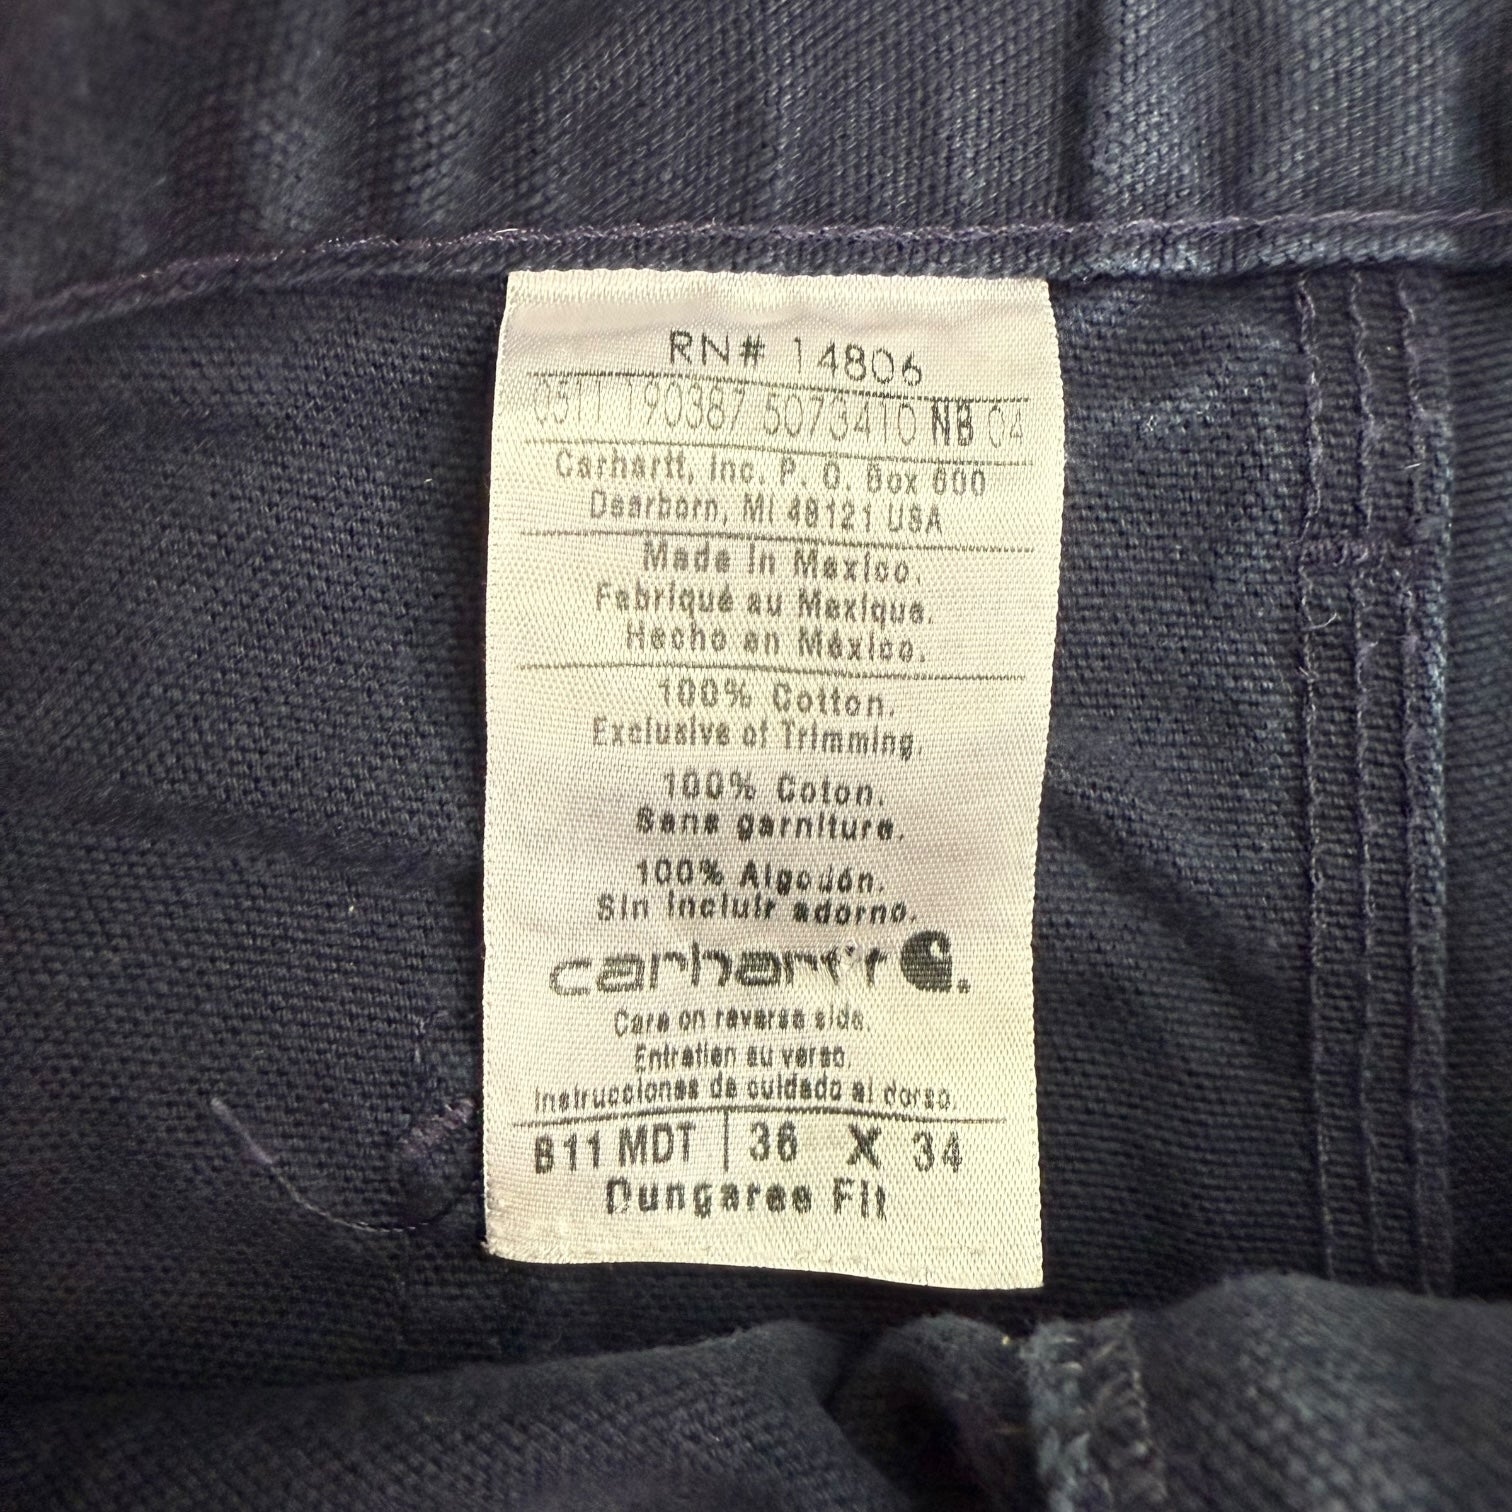 RN# 14806
0511 190387 5073410 NB 04
Carhartt, Inc. P. O. Box 600
Dearborn, MI 48121 USA
Made in Mexico.
Fabriqué au Mexique.
Hecho en México.
100% Cotton.
Exclusive of Trimming.
100% Coton.
Sans garniture.
100% Algodón.
Sin incluir adorno.
carhartt
Care on reverse side.
Entretien au verso
Instrucciones de cuidado al dorso.
B11 MDT | 36 X 34
Dungaree Fit